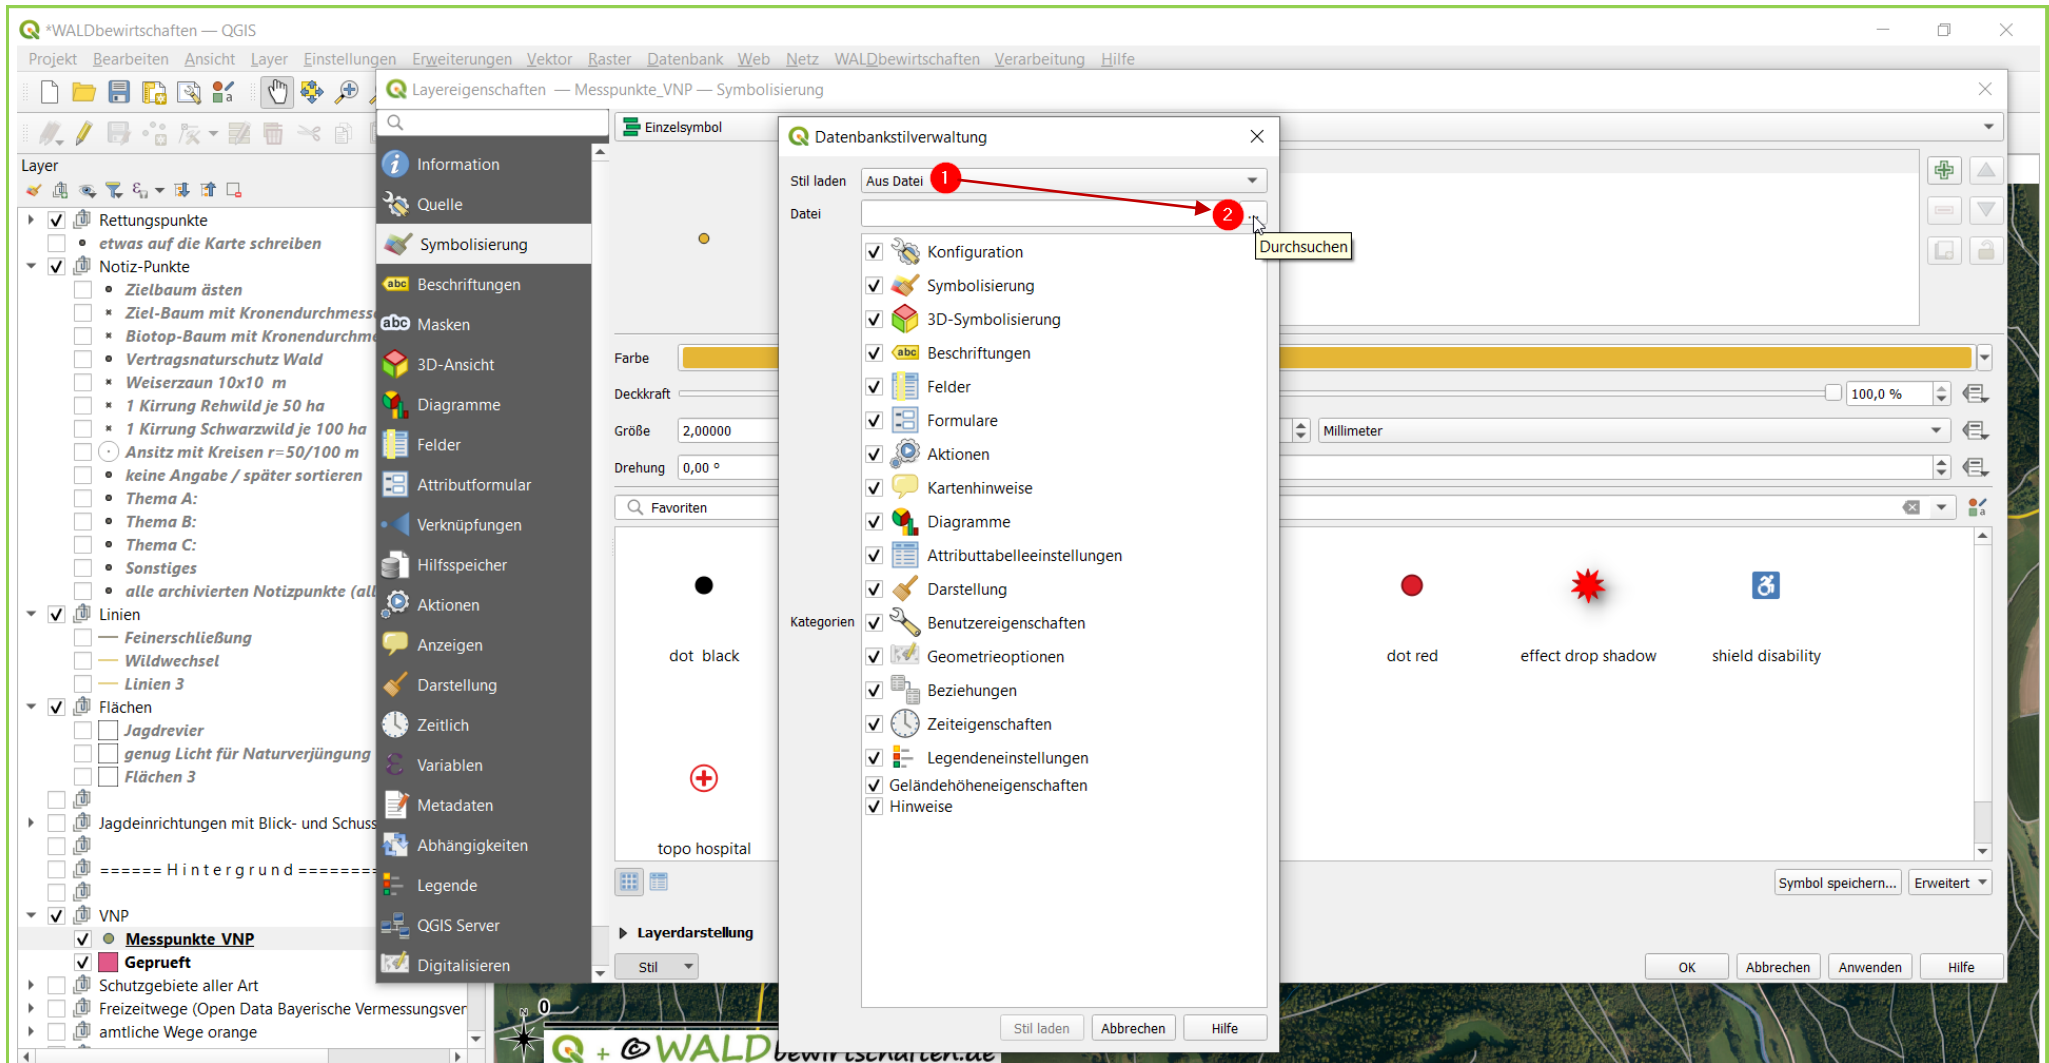 *WALDbewirtschaften — QGIS
Projekt Bearbeiten Ansicht Layer Einstellungen Erweiterungen Vektor Raster Datenbank Web Netz WALDbewirtschaften Verarbeitung Hilfe
Layereigenschaften — Messpunkte_VNP — Symbolisierung
Layer
Rettungspunkte
etwas auf die Karte schreiben
Notiz-Punkte
Zielbaum ästen
Ziel-Baum mit Kronendurchmess
Biotop-Baum mit Kronendurchm
Vertragsnaturschutz Wald
Weiserzaun 10x10 m
1 Kirrung Rehwild je 50 ha
1 Kirrung Schwarzwild je 100 ha
Ansitz mit Kreisen r=50/100 m
keine Angabe / später sortieren
Thema A:
Thema B:
Thema C:
Sonstiges
alle archivierten Notizpunkte (all
Linien
Feinerschließung
Wildwechsel
Linien 3
Flächen
Jagdrevier
genug Licht für Naturverjüngung
Flächen 3
Jagdeinrichtungen mit Blick- und Schuss
====== H i n t e r g r u n d ========
VNP
Messpunkte VNP
Geprueft
Schutzgebiete aller Art
Freizeitwege (Open Data Bayerische Vermessungsver
amtliche Wege orange
Information
Quelle
Symbolisierung
abc Beschriftungen
abc Masken
3D-Ansicht
Diagramme
Felder
Attributformular
Verknüpfungen
Hilfsspeicher
Aktionen
Anzeigen
Darstellung
Zeitlich
Variablen
Metadaten
Abhängigkeiten
Legende
QGIS Server
Digitalisieren
Einzelsymbol
Farbe
Deckkraft
100,0 %
Größe 2,00000
Millimeter
Drehung 0,00 °
Favoriten
dot black
dot red
effect drop shadow
shield disability
topo hospital
Symbol speichern...
Erweitert
Layerdarstellung
Stil
OK
Abbrechen
Anwenden
Hilfe
Datenbankstilverwaltung
Stil laden Aus Datei 1
Datei 2 ...
Durchsuchen
Kategorien
Konfiguration
Symbolisierung
3D-Symbolisierung
abc Beschriftungen
Felder
Formulare
Aktionen
Kartenhinweise
Diagramme
Attributtabelleeinstellungen
Darstellung
Benutzereigenschaften
Geometrieoptionen
Beziehungen
Zeiteigenschaften
Legendeneinstellungen
Geländehöheneigenschaften
Hinweise
Stil laden
Abbrechen
Hilfe
N
0
+ © WALDbewirtschaften.de